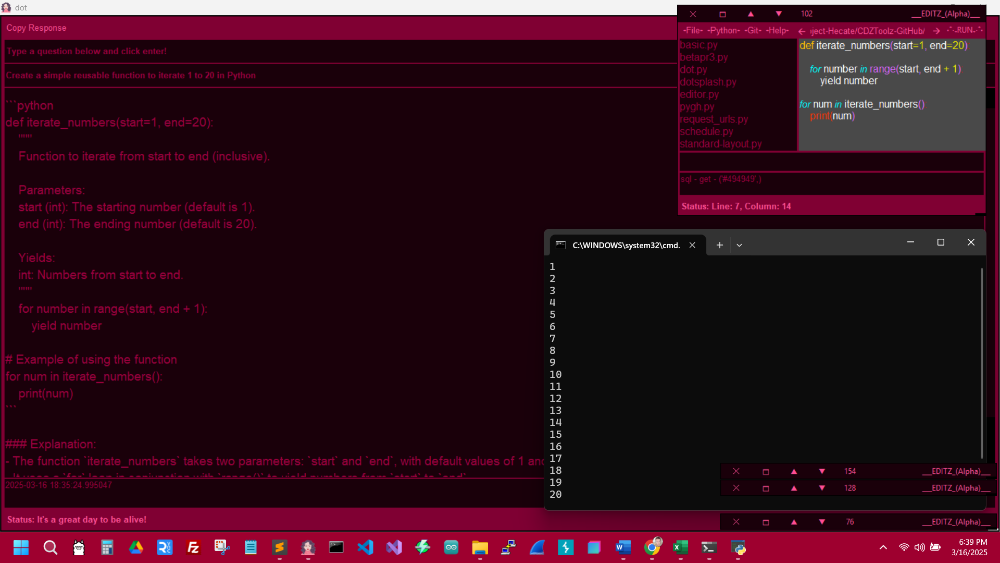 dot
Copy Response
Type a question below and click enter!
Create a simple reusable function to iterate 1 to 20 in Python
```python
def iterate_numbers(start=1, end=20):
"""
Function to iterate from start to end (inclusive).
Parameters:
start (int): The starting number (default is 1).
end (int): The ending number (default is 20).
Yields:
int: Numbers from start to end.
"""
for number in range(start, end + 1):
yield number
# Example of using the function
for num in iterate_numbers():
print(num)
```
### Explanation:
- The function `iterate_numbers` takes two parameters: `start` and `end`, with default values of 1 and
Status: It's a great day to be alive!
102 ___EDITZ_(Alpha)___
-File- -Python- -Git- -Help- ject-Hecate/CDZToolz-GitHub/ -RUN-
basic.py
betapr3.py
dot.py
dotsplash.py
editor.py
pygh.py
request_urls.py
schedule.py
standard-layout.py
def iterate_numbers(start=1, end=20)
for number in range(start, end + 1)
yield number
for num in iterate_numbers()
print(num)
sql - get - ('#494949',)
Status: Line: 7, Column: 14
C:\WINDOWS\system32\cmd.
1
2
3
4
5
6
7
8
9
10
11
12
13
14
15
16
17
18
19
20
154 ___EDITZ_(Alpha)___
128 ___EDITZ_(Alpha)___
76 ___EDITZ_(Alpha)___
6:39 PM
3/16/2025